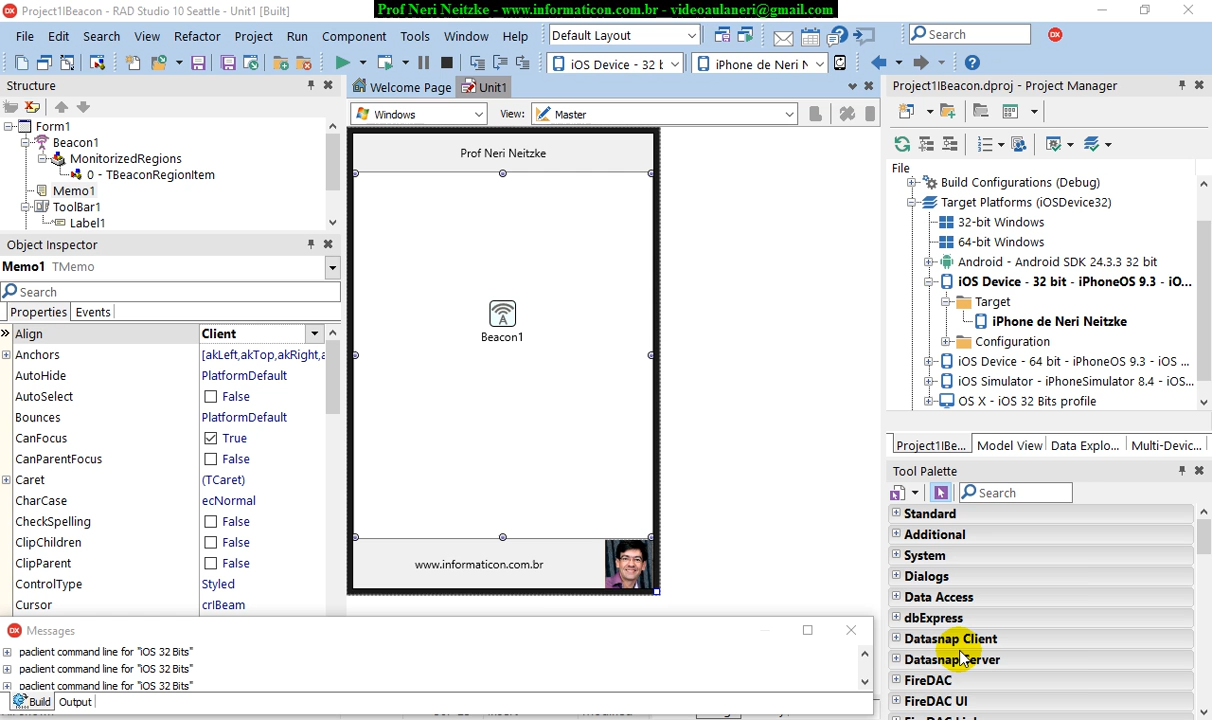 Project1IBeacon - RAD Studio 10 Seattle - Unit1 [Built]
Prof Neri Neitzke - www.informaticon.com.br - videoaulaneri@gmail.com
File Edit Search View Refactor Project Run Component Tools Window Help
Default Layout
Search
iOS Device - 32 b
iPhone de Neri N
Structure
Form1
Beacon1
MonitorizedRegions
0 - TBeaconRegionItem
Memo1
ToolBar1
Label1
Object Inspector
Memo1 TMemo
Search
Properties Events
Align Client
Anchors [akLeft,akTop,akRight,a
AutoHide PlatformDefault
AutoSelect False
Bounces PlatformDefault
CanFocus True
CanParentFocus False
Caret (TCaret)
CharCase ecNormal
CheckSpelling False
ClipChildren False
ClipParent False
ControlType Styled
Cursor crIBeam
Welcome Page Unit1
Windows View: Master
Prof Neri Neitzke
Beacon1
www.informaticon.com.br
Messages
paclient command line for "iOS 32 Bits"
paclient command line for "iOS 32 Bits"
paclient command line for "iOS 32 Bits"
Build Output
Project1IBeacon.dproj - Project Manager
File
Build Configurations (Debug)
Target Platforms (iOSDevice32)
32-bit Windows
64-bit Windows
Android - Android SDK 24.3.3 32 bit
iOS Device - 32 bit - iPhoneOS 9.3 - iO...
Target
iPhone de Neri Neitzke
Configuration
iOS Device - 64 bit - iPhoneOS 9.3 - iOS ...
iOS Simulator - iPhoneSimulator 8.4 - iOS...
OS X - iOS 32 Bits profile
Project1IBe... Model View Data Explo... Multi-Devic...
Tool Palette
Search
Standard
Additional
System
Dialogs
Data Access
dbExpress
Datasnap Client
Datasnap Server
FireDAC
FireDAC UI